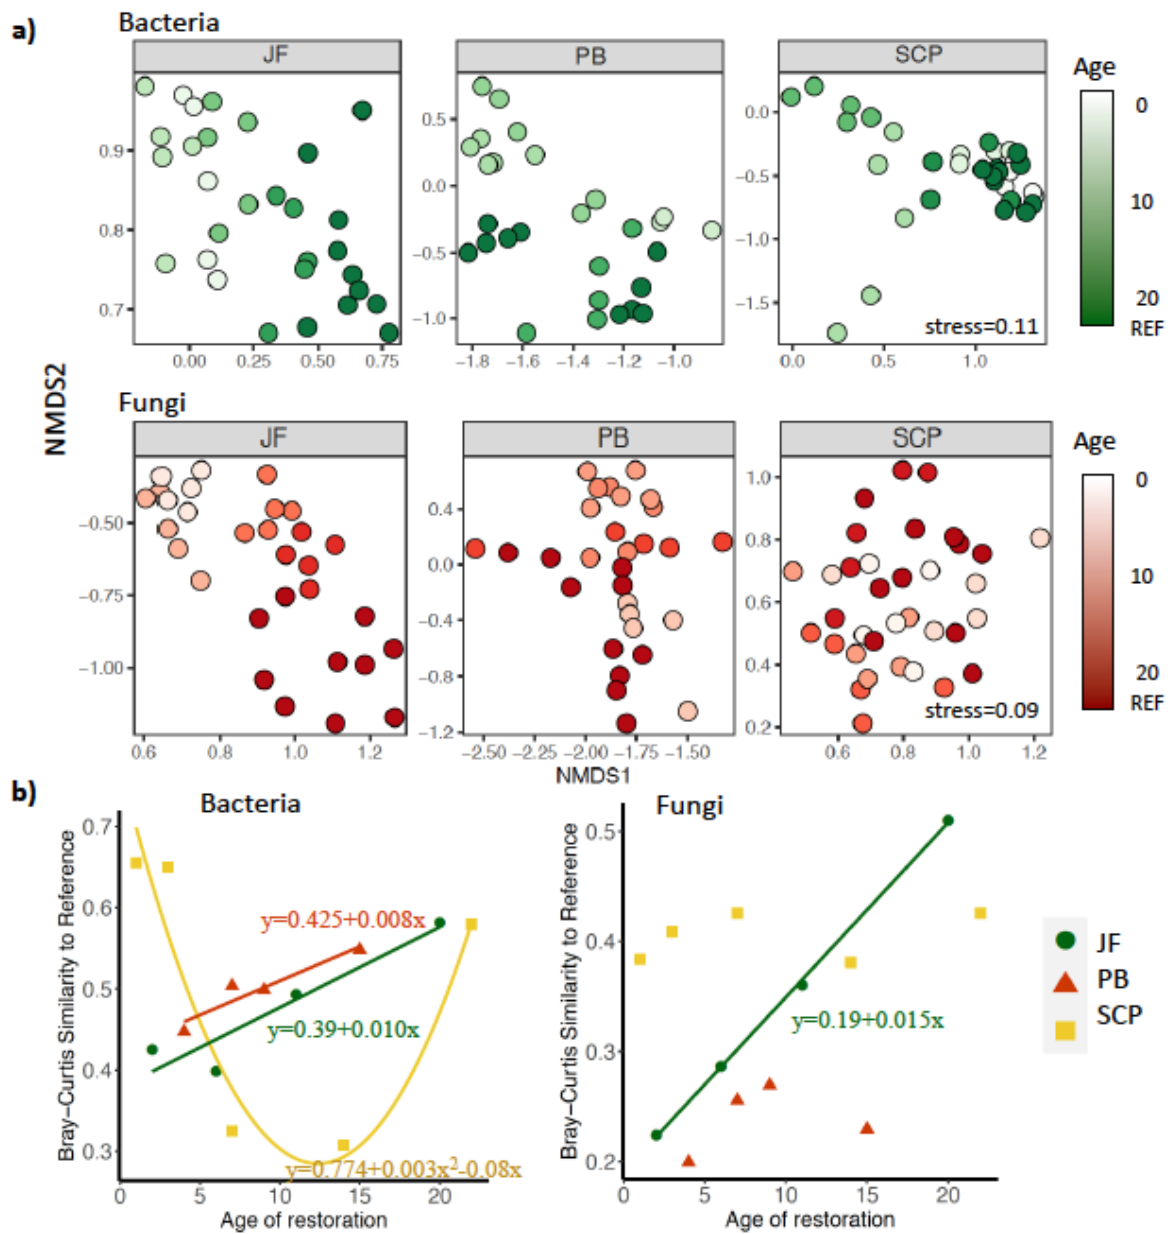 a)
Bacteria
JF
PB
SCP
Age
0
10
20
REF
0.9
0.8
0.7
0.00
0.25
0.50
0.75
0.5
0.0
−0.5
−1.0
−1.8
−1.6
−1.4
−1.2
−1.0
0.0
−0.5
−1.0
−1.5
0.0
0.5
1.0
stress=0.11
NMDS2
Fungi
JF
PB
SCP
Age
0
10
20
REF
−0.50
−0.75
−1.00
0.6
0.8
1.0
1.2
0.4
0.0
−0.4
−0.8
−1.2
−2.50
−2.25
−2.00
−1.75
−1.50
1.0
0.8
0.6
0.4
0.2
0.6
0.8
1.0
1.2
stress=0.09
NMDS1
b)
Bacteria
Bray−Curtis Similarity to Reference
0.7
0.6
0.5
0.4
0.3
y=0.425+0.008x
y=0.39+0.010x
y=0.774+0.003x²-0.08x
0
5
10
15
20
Age of restoration
Fungi
Bray−Curtis Similarity to Reference
0.5
0.4
0.3
0.2
y=0.19+0.015x
0
5
10
15
20
Age of restoration
JF
PB
SCP